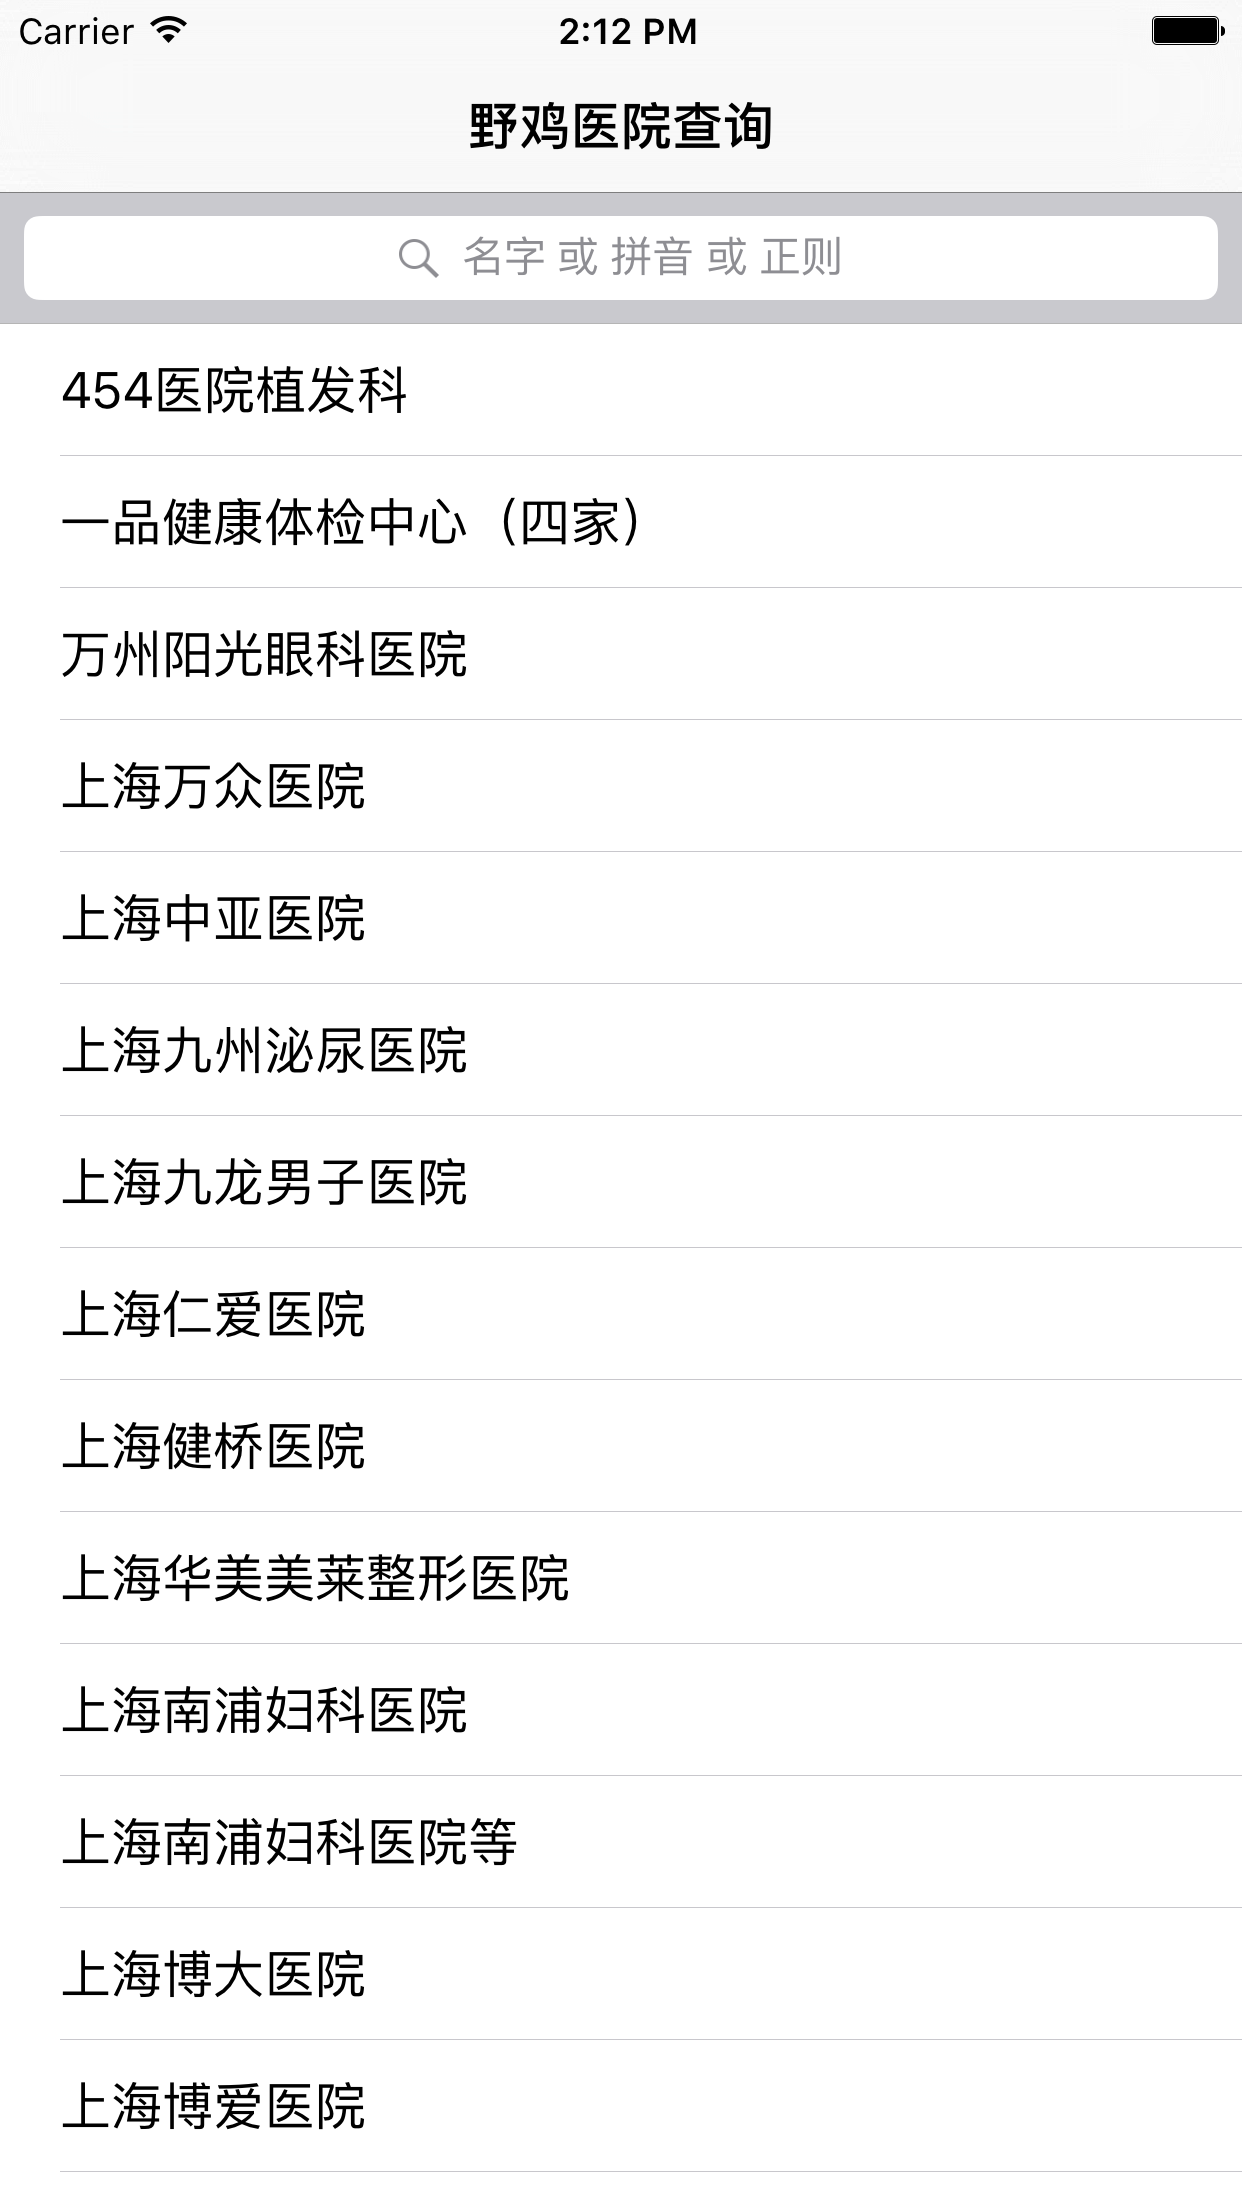 Carrier 2:12 PM
野鸡医院查询
名字 或 拼音 或 正则
454医院植发科
一品健康体检中心（四家）
万州阳光眼科医院
上海万众医院
上海中亚医院
上海九州泌尿医院
上海九龙男子医院
上海仁爱医院
上海健桥医院
上海华美美莱整形医院
上海南浦妇科医院
上海南浦妇科医院等
上海博大医院
上海博爱医院